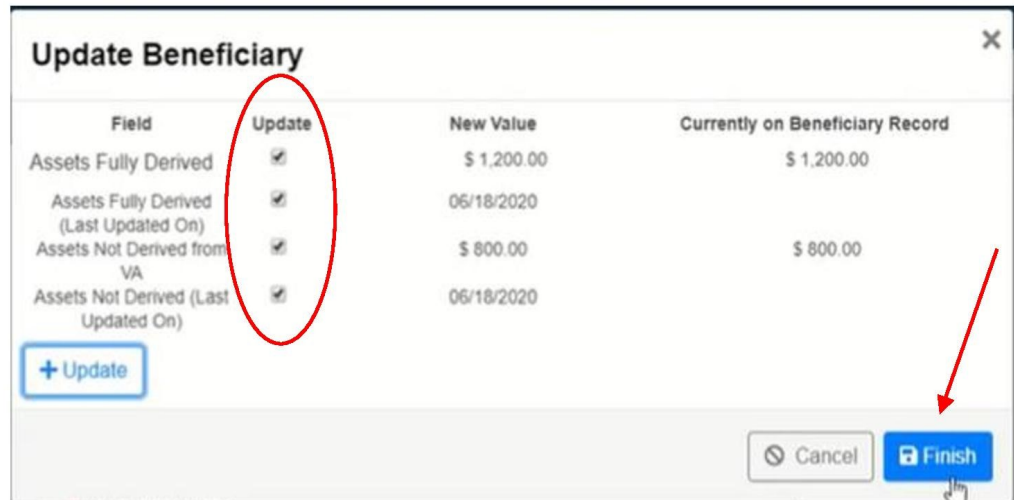 Update Beneficiary
Field Update New Value Currently on Beneficiary Record
Assets Fully Derived $ 1,200.00 $ 1,200.00
Assets Fully Derived 06/18/2020
(Last Updated On)
Assets Not Derived from $ 800.00 $ 800.00
VA
Assets Not Derived (Last 06/18/2020
Updated On)
+ Update
Cancel Finish